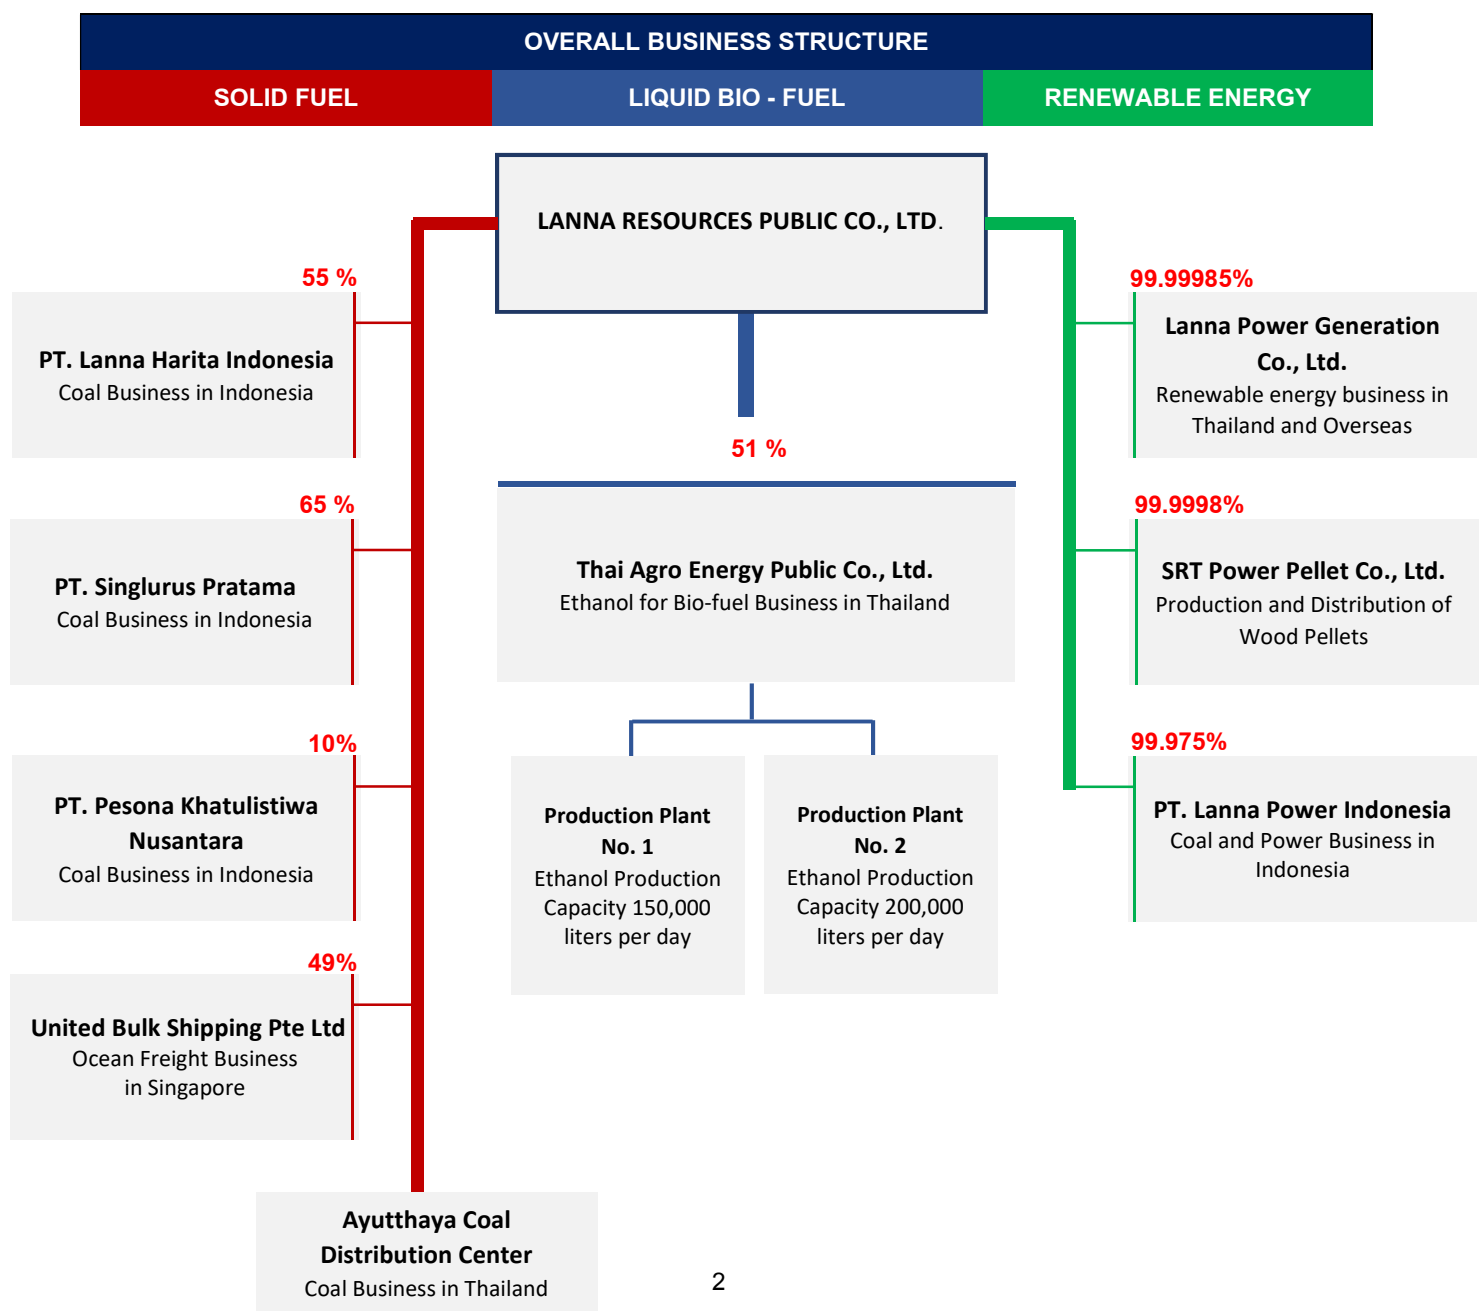 OVERALL BUSINESS STRUCTURE
SOLID FUEL
LIQUID BIO - FUEL
RENEWABLE ENERGY
LANNA RESOURCES PUBLIC CO., LTD.
55 %
PT. Lanna Harita Indonesia
Coal Business in Indonesia
65 %
PT. Singlurus Pratama
Coal Business in Indonesia
10%
PT. Pesona Khatulistiwa
Nusantara
Coal Business in Indonesia
49%
United Bulk Shipping Pte Ltd
Ocean Freight Business
in Singapore
Ayutthaya Coal
Distribution Center
Coal Business in Thailand
51 %
Thai Agro Energy Public Co., Ltd.
Ethanol for Bio-fuel Business in Thailand
Production Plant
No. 1
Ethanol Production
Capacity 150,000
liters per day
Production Plant
No. 2
Ethanol Production
Capacity 200,000
liters per day
99.99985%
Lanna Power Generation
Co., Ltd.
Renewable energy business in
Thailand and Overseas
99.9998%
SRT Power Pellet Co., Ltd.
Production and Distribution of
Wood Pellets
99.975%
PT. Lanna Power Indonesia
Coal and Power Business in
Indonesia
2